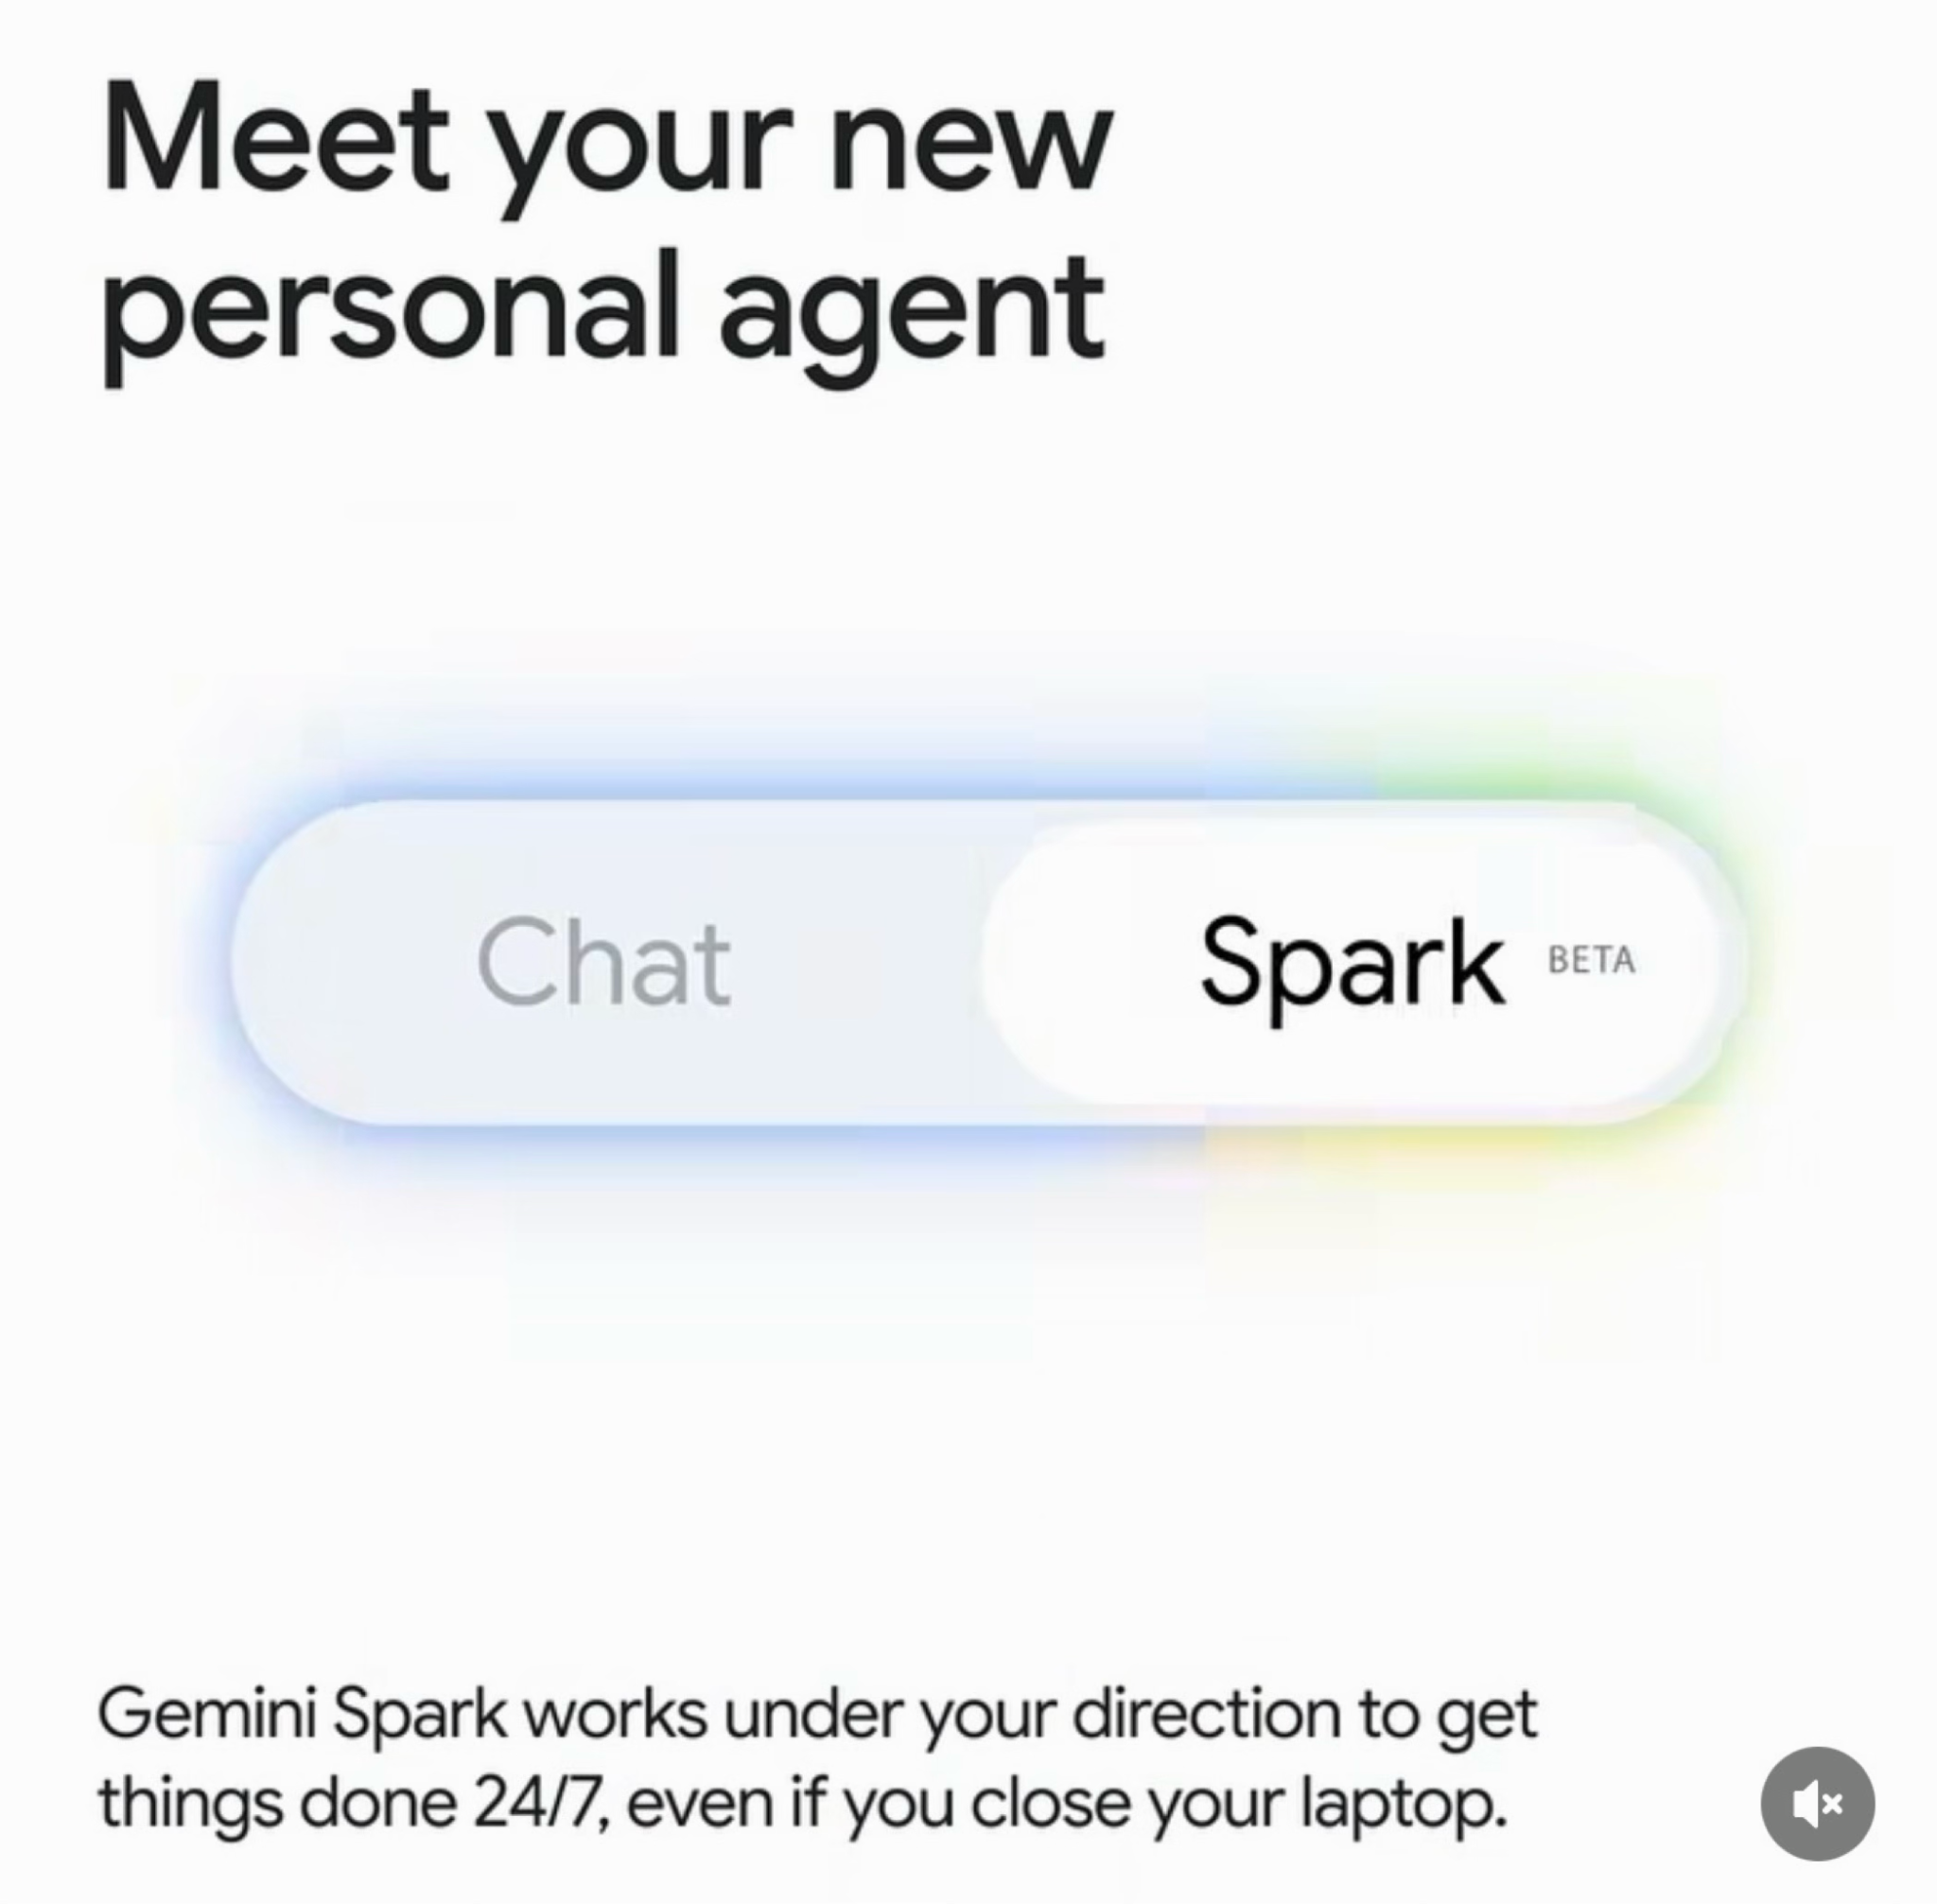 Meet your new
personal agent
Chat
Spark BETA
Gemini Spark works under your direction to get
things done 24/7, even if you close your laptop.